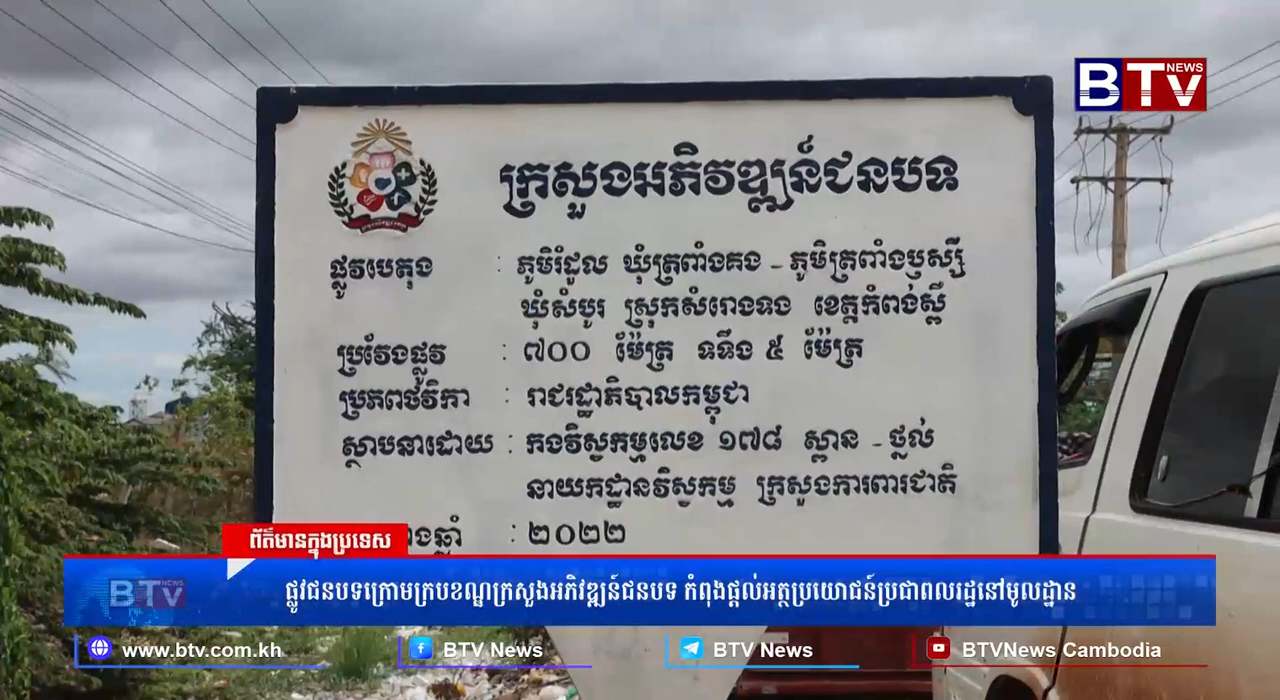 BTV NEWS
ក្រសួងអភិវឌ្ឍន៍ជនបទ
ផ្លូវបេតុង : ភូមិរំដួល ឃុំត្រពាំងគង - ភូមិត្រពាំងឫស្សី
ឃុំសំបូរ ស្រុកសំរោងទង ខេត្តកំពង់ស្ពឺ
ប្រវែងផ្លូវ : ៧០០ ម៉ែត្រ ទទឹង ៥ ម៉ែត្រ
ប្រភពថវិកា : រាជរដ្ឋាភិបាលកម្ពុជា
ស្ថាបនាដោយ : កងវិស្វកម្មលេខ ១៧៨ ស្ពាន - ថ្នល់
នាយកដ្ឋានវិស្វកម្ម ក្រសួងការពារជាតិ
ឆ្នាំ : ២០២២
ព័ត៌មានក្នុងប្រទេស
BTV NEWS
ផ្លូវជនបទក្រោមក្របខណ្ឌក្រសួងអភិវឌ្ឍន៍ជនបទ កំពុងផ្តល់អត្ថប្រយោជន៍ប្រជាពលរដ្ឋនៅមូលដ្ឋាន
www.btv.com.kh BTV News BTV News BTVNews Cambodia